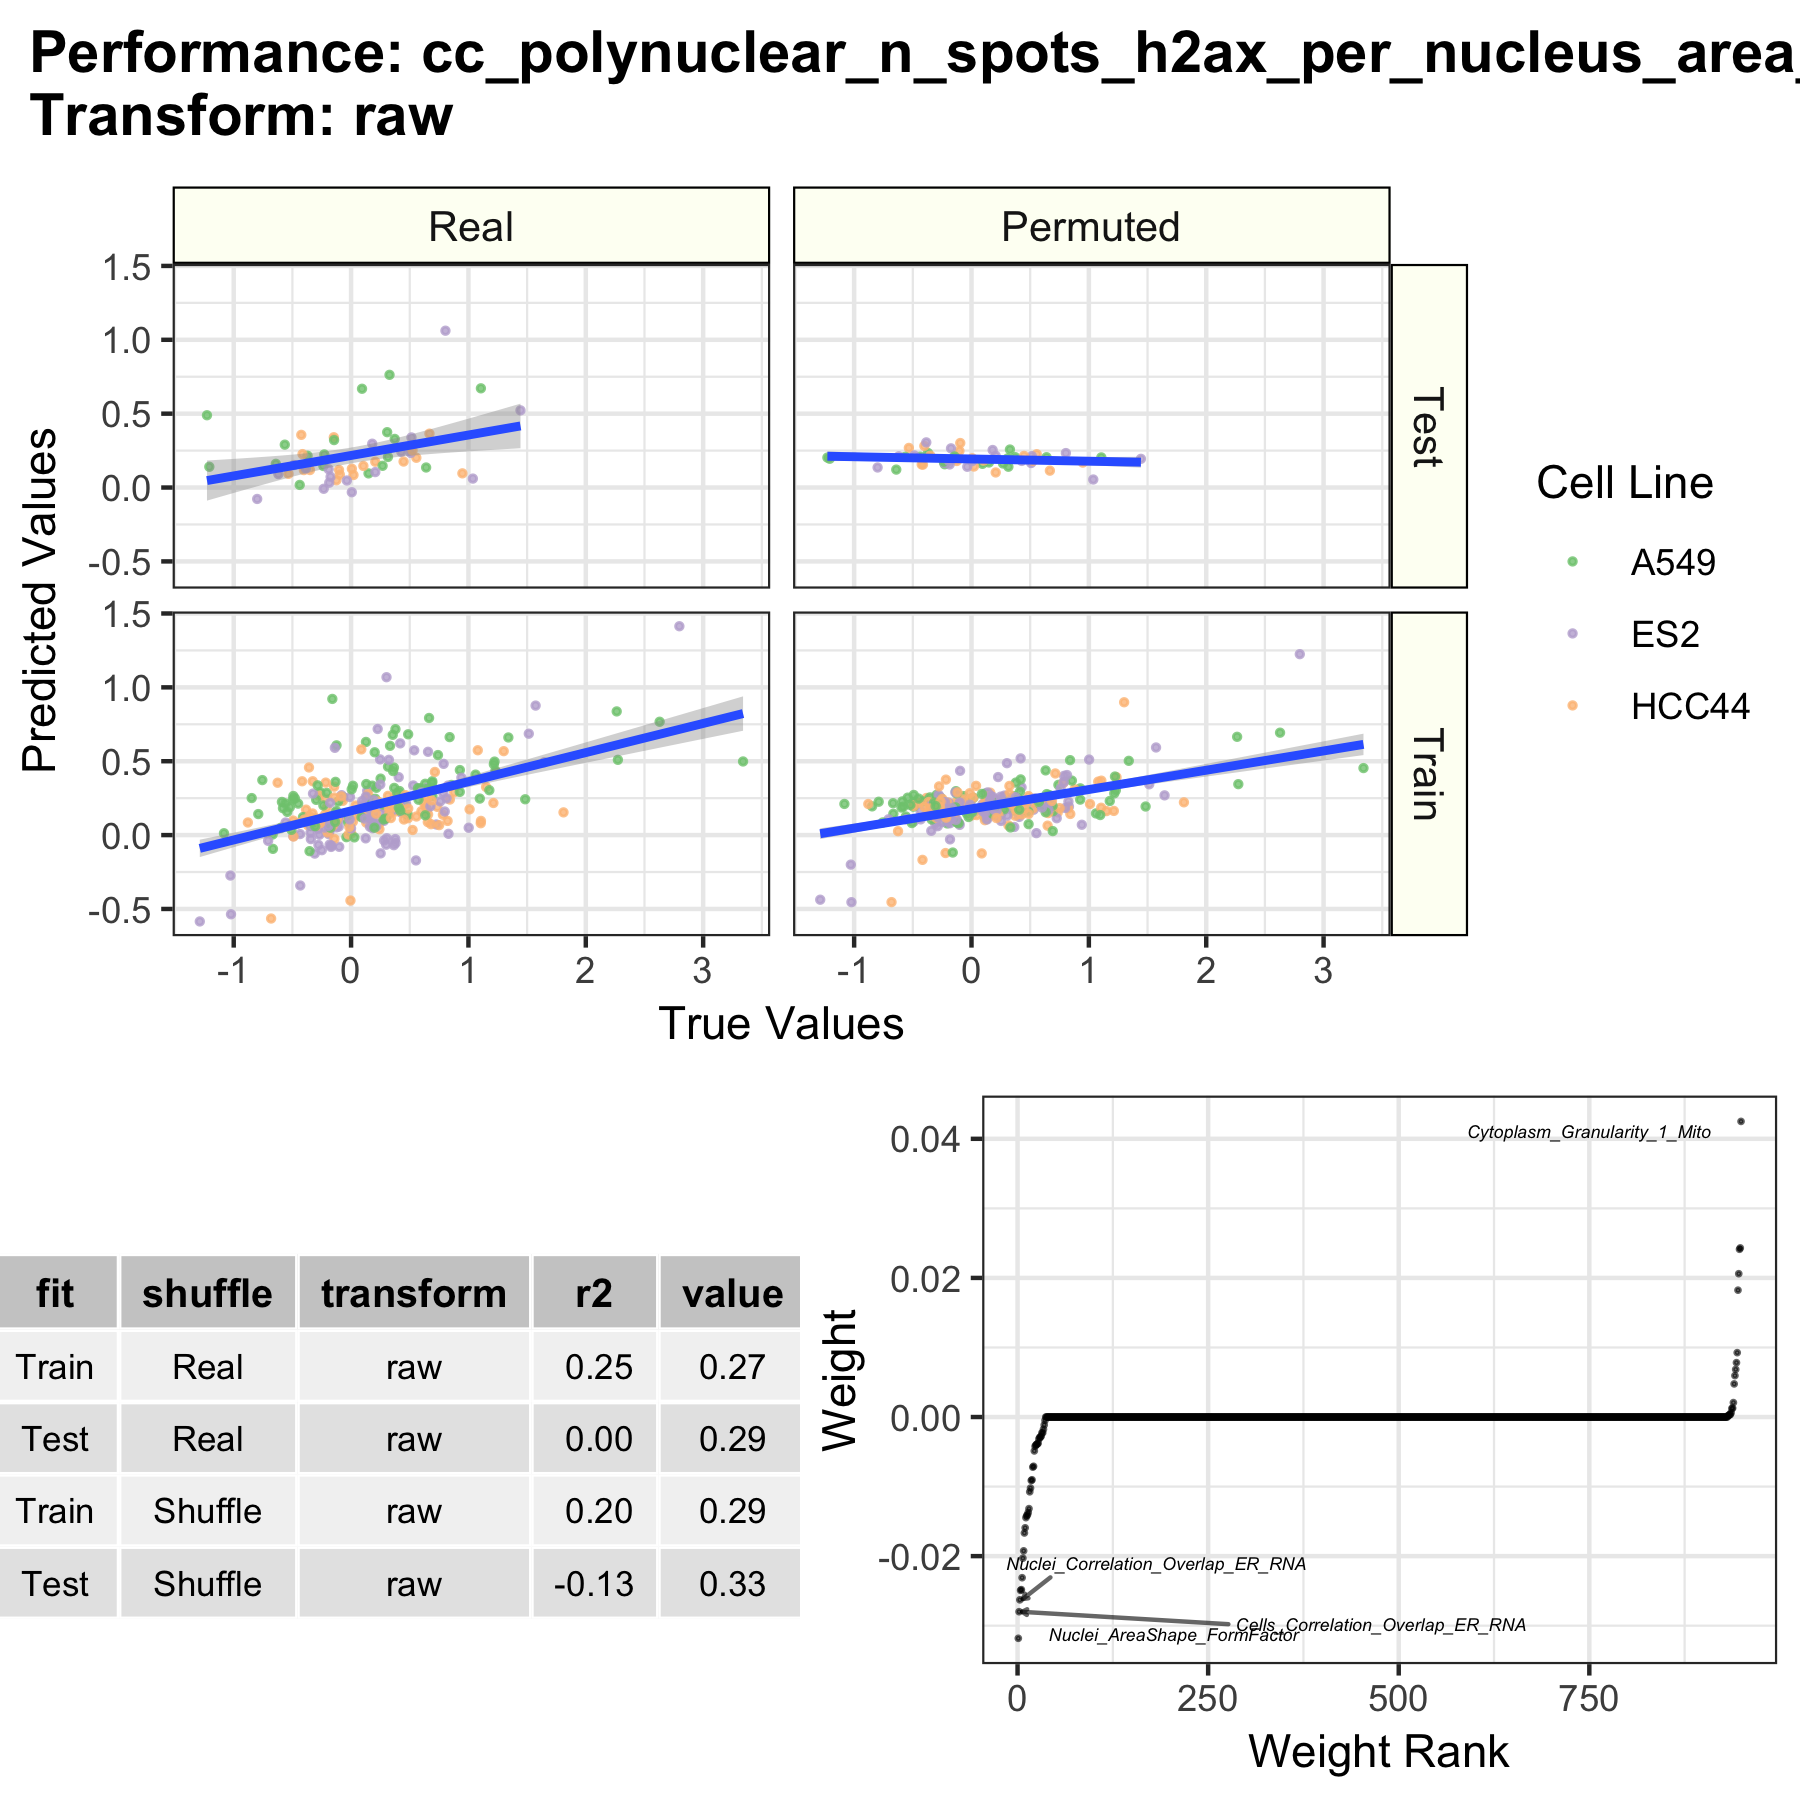 Performance: cc_polynuclear_n_spots_h2ax_per_nucleus_area_
Transform: raw
Real
Permuted
1.5
1.0
0.5
0.0
-0.5
Test
1.5
1.0
0.5
0.0
-0.5
Train
Predicted Values
-1 0 1 2 3
-1 0 1 2 3
True Values
Cell Line
A549
ES2
HCC44
fit shuffle transform r2 value
Train Real raw 0.25 0.27
Test Real raw 0.00 0.29
Train Shuffle raw 0.20 0.29
Test Shuffle raw -0.13 0.33
Weight
0.04
0.02
0.00
-0.02
Cytoplasm_Granularity_1_Mito
Nuclei_Correlation_Overlap_ER_RNA
Cells_Correlation_Overlap_ER_RNA
Nuclei_AreaShape_FormFactor
0 250 500 750
Weight Rank